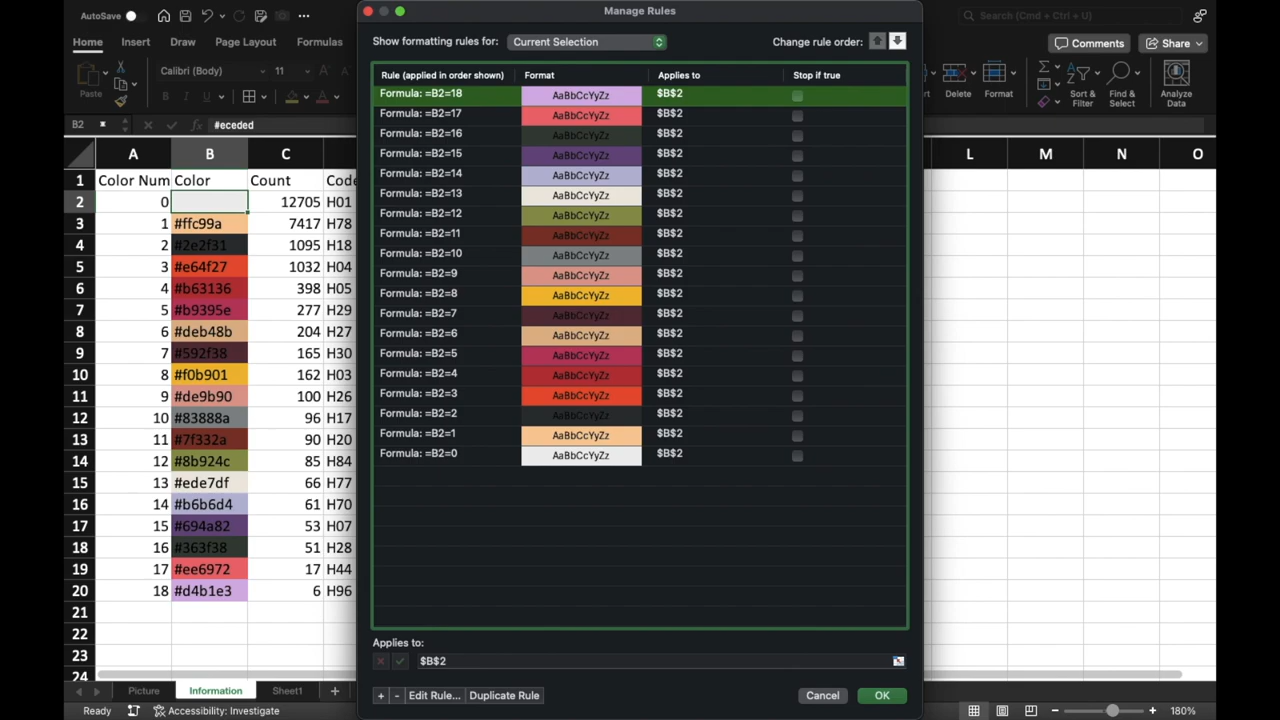 AutoSave
Manage Rules
Search (Cmd + Ctrl + U)
Home Insert Draw Page Layout Formulas
Comments Share
Paste
Calibri (Body) 11
B I U
Delete Format Sort & Filter Find & Select Analyze Data
B2 fx #eceded
Show formatting rules for: Current Selection
Change rule order:
Rule (applied in order shown) Format Applies to Stop if true
Formula: =B2=18 AaBbCcYyZz $B$2
Formula: =B2=17 AaBbCcYyZz $B$2
Formula: =B2=16 AaBbCcYyZz $B$2
Formula: =B2=15 AaBbCcYyZz $B$2
Formula: =B2=14 AaBbCcYyZz $B$2
Formula: =B2=13 AaBbCcYyZz $B$2
Formula: =B2=12 AaBbCcYyZz $B$2
Formula: =B2=11 AaBbCcYyZz $B$2
Formula: =B2=10 AaBbCcYyZz $B$2
Formula: =B2=9 AaBbCcYyZz $B$2
Formula: =B2=8 AaBbCcYyZz $B$2
Formula: =B2=7 AaBbCcYyZz $B$2
Formula: =B2=6 AaBbCcYyZz $B$2
Formula: =B2=5 AaBbCcYyZz $B$2
Formula: =B2=4 AaBbCcYyZz $B$2
Formula: =B2=3 AaBbCcYyZz $B$2
Formula: =B2=2 AaBbCcYyZz $B$2
Formula: =B2=1 AaBbCcYyZz $B$2
Formula: =B2=0 AaBbCcYyZz $B$2
Applies to:
$B$2
+ - Edit Rule... Duplicate Rule Cancel OK
A B C L M N O
1 Color Num Color Count Code
2 0 12705 H01
3 1 #ffc99a 7417 H78
4 2 #2e2f31 1095 H18
5 3 #e64f27 1032 H04
6 4 #b63136 398 H05
7 5 #b9395e 277 H29
8 6 #deb48b 204 H27
9 7 #592f38 165 H30
10 8 #f0b901 162 H03
11 9 #de9b90 100 H26
12 10 #83888a 96 H17
13 11 #7f332a 90 H20
14 12 #8b924c 85 H84
15 13 #ede7df 66 H77
16 14 #b6b6d4 61 H70
17 15 #694a82 53 H07
18 16 #363f38 51 H28
19 17 #ee6972 17 H44
20 18 #d4b1e3 6 H96
21
22
23
24
Picture Information Sheet1 +
Ready Accessibility: Investigate 180%